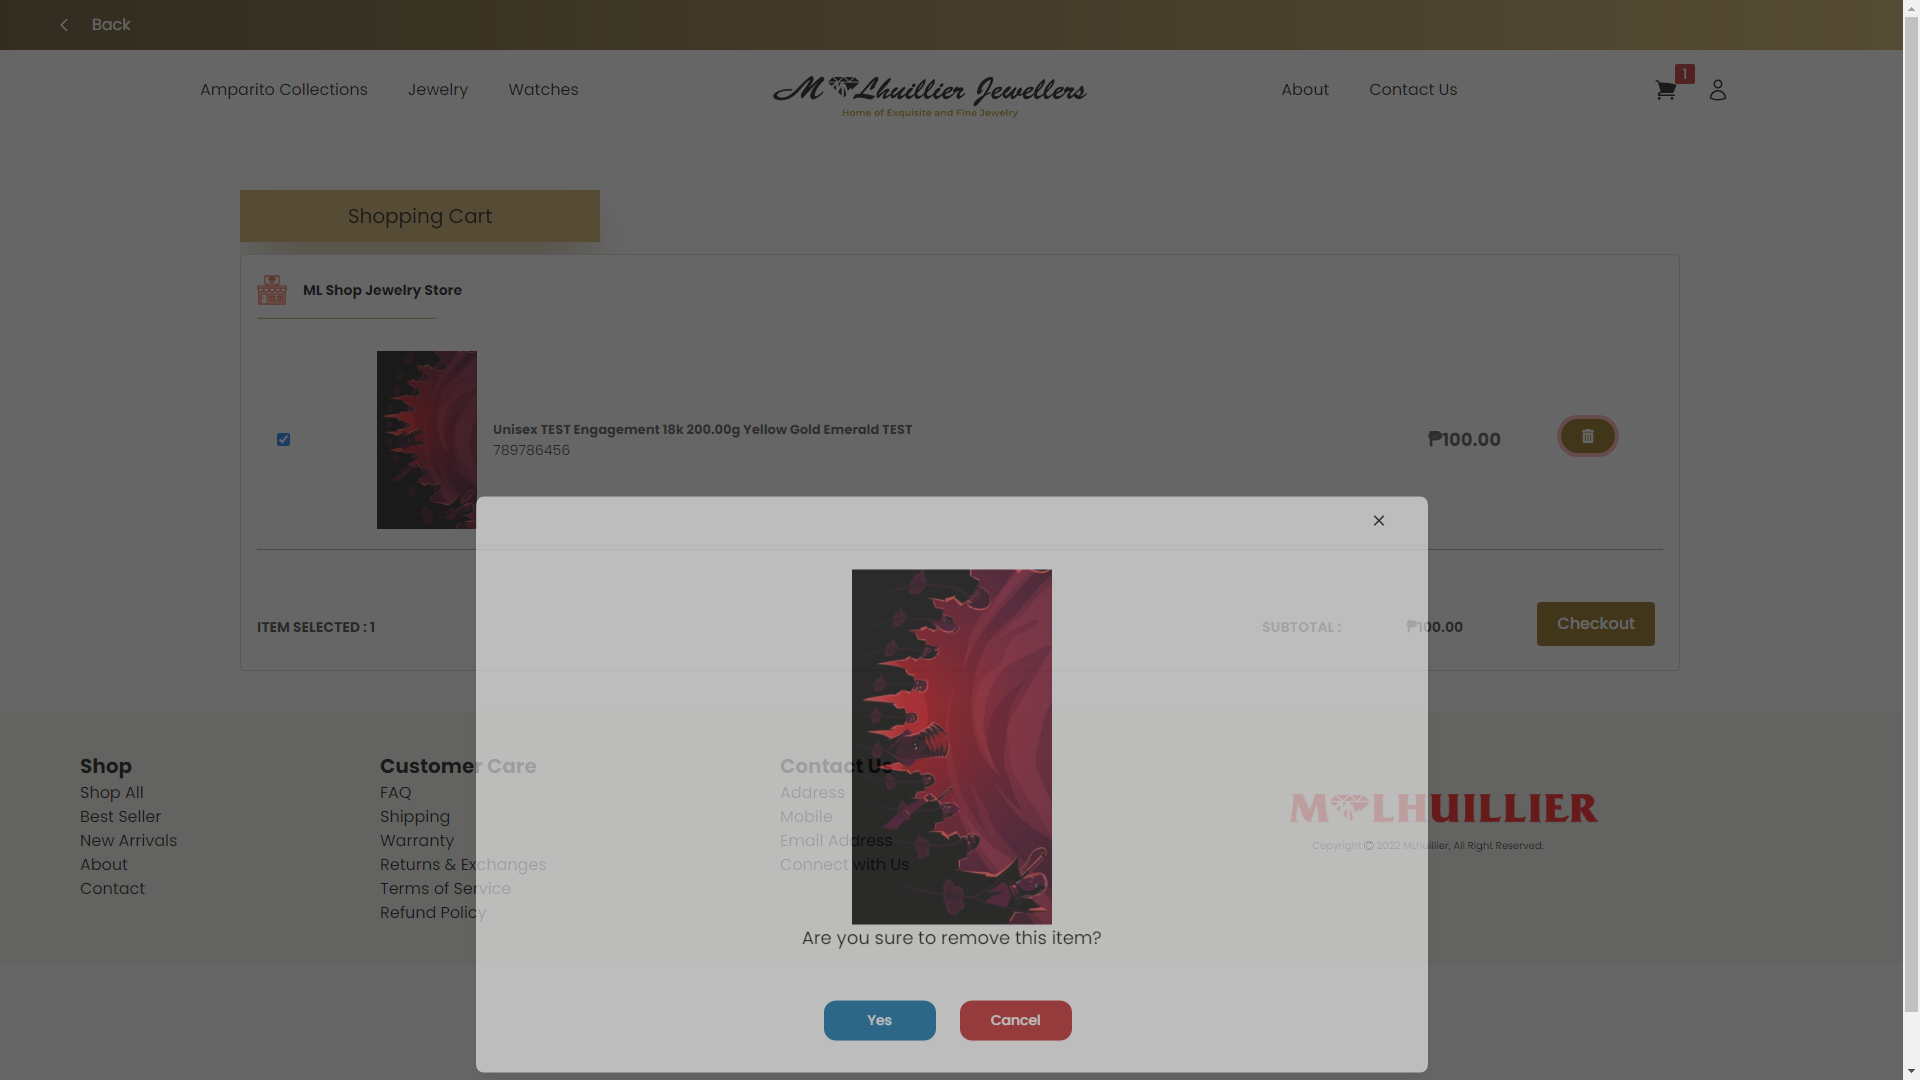 Back
Amparito Collections
Jewelry
Watches
M Lhuillier Jewellers
Home of Exquisite and Fine Jewelry
About
Contact Us
1
Shopping Cart
ML Shop Jewelry Store
Unisex TEST Engagement 18k 200.00g Yellow Gold Emerald TEST
789786456
₱100.00
ITEM SELECTED : 1
SUBTOTAL :
₱100.00
Checkout
Are you sure to remove this item?
Yes
Cancel
Shop
Shop All
Best Seller
New Arrivals
About
Contact
Customer Care
FAQ
Shipping
Warranty
Returns & Exchanges
Terms of Service
Refund Policy
Contact Us
Address
Mobile
Email Address
Connect with Us
M LHUILLIER
Copyright © 2022 MLhuillier, All Right Reserved.